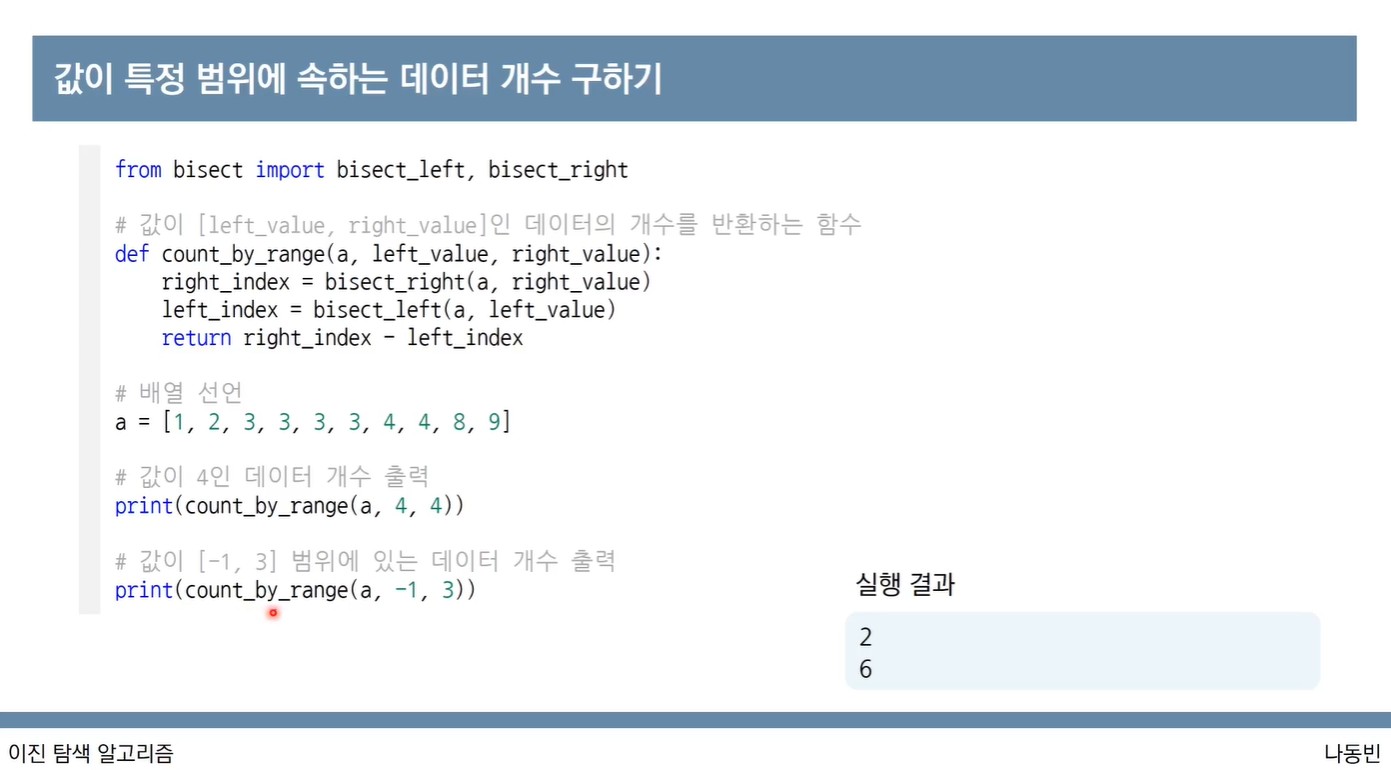 값이 특정 범위에 속하는 데이터 개수 구하기
from bisect import bisect_left, bisect_right
# 값이 [left_value, right_value]인 데이터의 개수를 반환하는 함수
def count_by_range(a, left_value, right_value):
    right_index = bisect_right(a, right_value)
    left_index = bisect_left(a, left_value)
    return right_index - left_index
# 배열 선언
a = [1, 2, 3, 3, 3, 3, 4, 4, 8, 9]
# 값이 4인 데이터 개수 출력
print(count_by_range(a, 4, 4))
# 값이 [-1, 3] 범위에 있는 데이터 개수 출력
print(count_by_range(a, -1, 3))
실행 결과
2
6
이진 탐색 알고리즘
나동빈